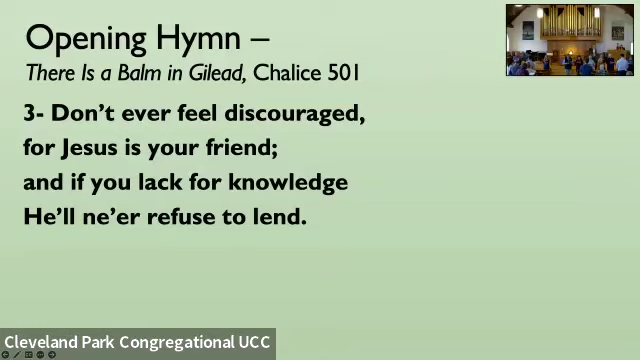 Opening Hymn –
There Is a Balm in Gilead, Chalice 501
3- Don’t ever feel discouraged,
for Jesus is your friend;
and if you lack for knowledge
He’ll ne’er refuse to lend.
Cleveland Park Congregational UCC